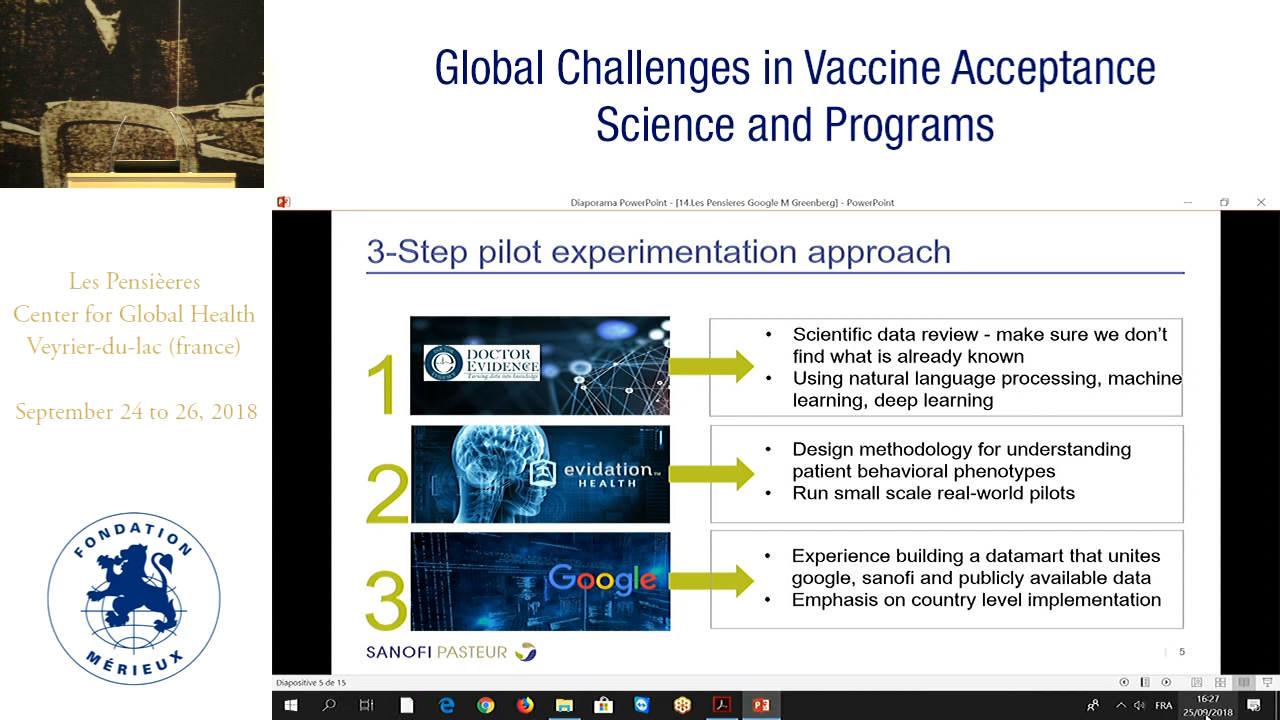 Global Challenges in Vaccine Acceptance
Science and Programs
Les Pensièeres
Center for Global Health
Veyrier-du-lac (france)
September 24 to 26, 2018
FONDATION
MÉRIEUX
Diaporama PowerPoint - [14.Les Pensieres Google M Greenberg] - PowerPoint
3-Step pilot experimentation approach
1
DOCTOR
EVIDENCE
Turning data into knowledge
• Scientific data review - make sure we don't
find what is already known
• Using natural language processing, machine
learning, deep learning
2
evidation
HEALTH
• Design methodology for understanding
patient behavioral phenotypes
• Run small scale real-world pilots
3
Google
• Experience building a datamart that unites
google, sanofi and publicly available data
• Emphasis on country level implementation
SANOFI PASTEUR
5
Diapositive 5 de 15
FRA
16:27
25/09/2018